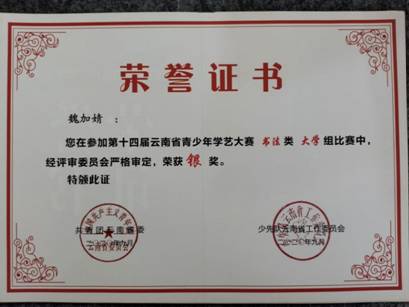 荣誉证书
魏加婧：
您在参加第十四届云南省青少年学艺大赛 书法 类 大学 组比赛中，
经评审委员会严格审定，荣获 银 奖。
特颁此证
共青团云南省委
少先队云南省工作委员会